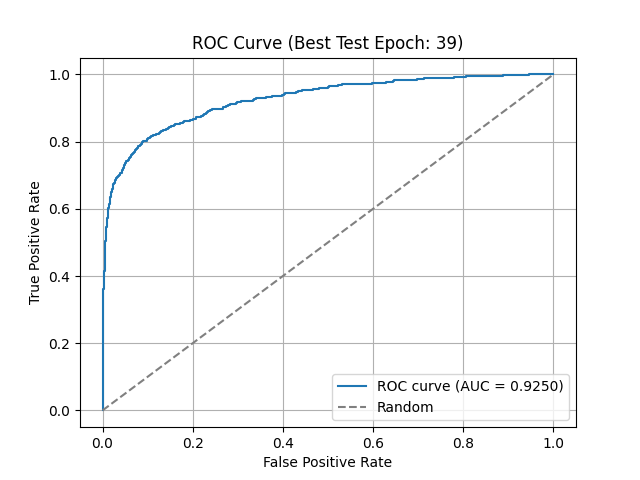 ROC Curve (Best Test Epoch: 39)
True Positive Rate
1.0
0.8
0.6
0.4
0.2
0.0
ROC curve (AUC = 0.9250)
Random
0.0 0.2 0.4 0.6 0.8 1.0
False Positive Rate